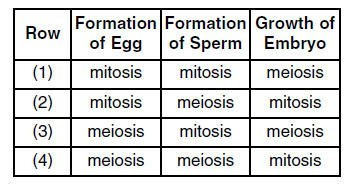 Row Formation of Egg Formation of Sperm Growth of Embryo
(1) mitosis mitosis meiosis
(2) mitosis meiosis mitosis
(3) meiosis mitosis meiosis
(4) meiosis meiosis mitosis